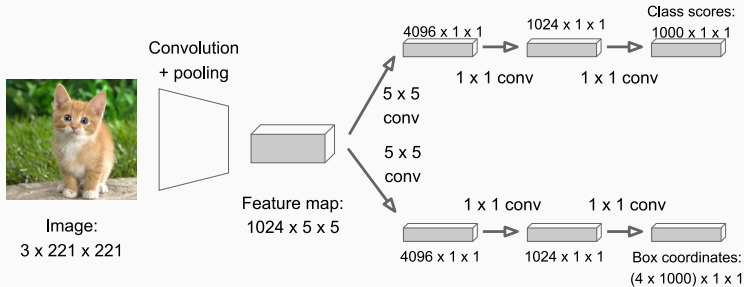 Convolution
+ pooling
Image:
3 x 221 x 221
Feature map:
1024 x 5 x 5
5 x 5
conv
5 x 5
conv
4096 x 1 x 1
1024 x 1 x 1
Class scores:
1000 x 1 x 1
1 x 1 conv
1 x 1 conv
1 x 1 conv
1 x 1 conv
4096 x 1 x 1
1024 x 1 x 1
Box coordinates:
(4 x 1000) x 1 x 1